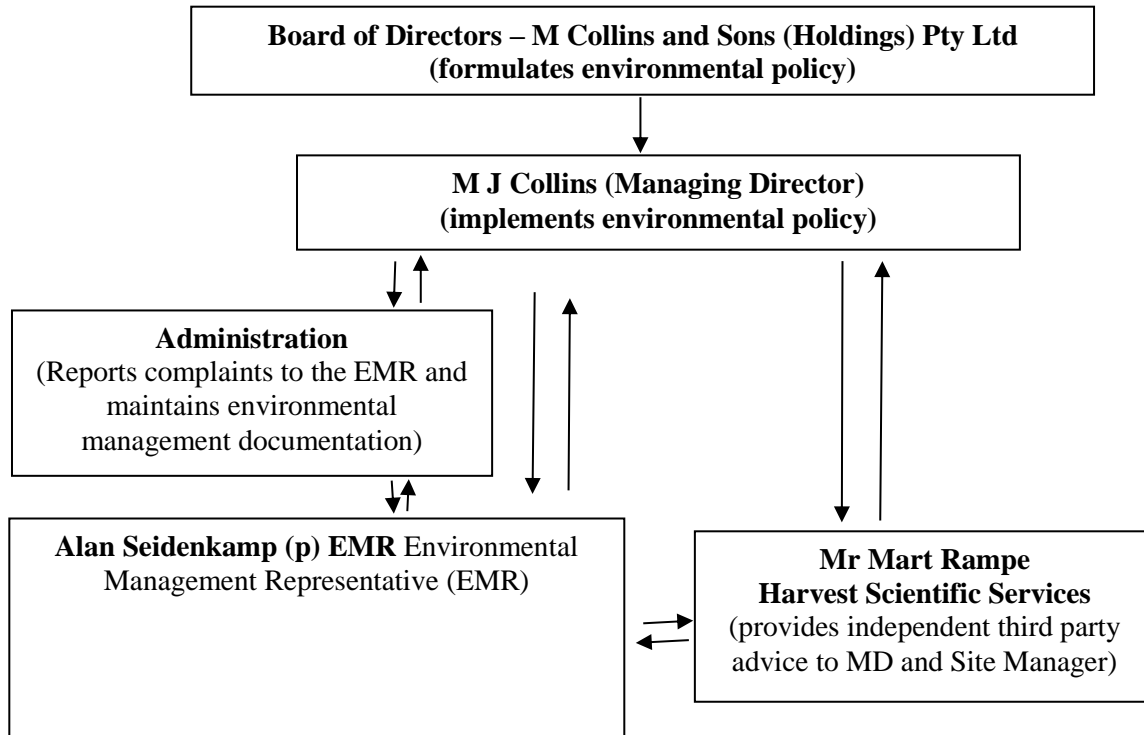 Board of Directors – M Collins and Sons (Holdings) Pty Ltd
(formulates environmental policy)
M J Collins (Managing Director)
(implements environmental policy)
Administration
(Reports complaints to the EMR and
maintains environmental
management documentation)
Alan Seidenkamp (p) EMR Environmental
Management Representative (EMR)
Mr Mart Rampe
Harvest Scientific Services
(provides independent third party
advice to MD and Site Manager)